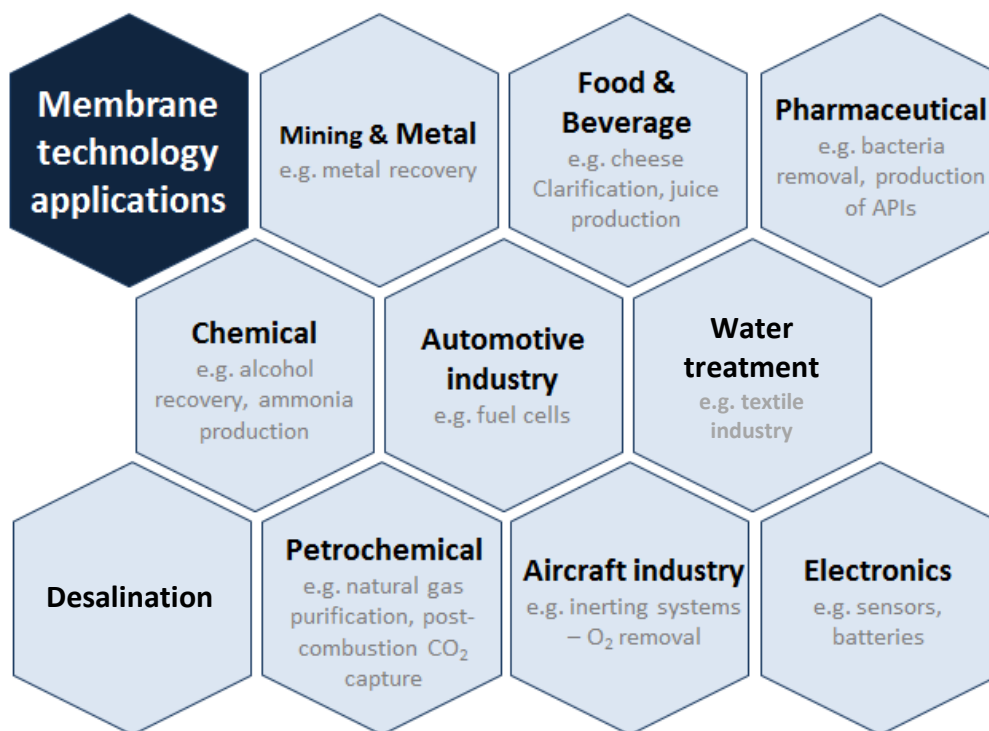 Membrane
technology
applications
Mining & Metal
e.g. metal recovery
Food &
Beverage
e.g. cheese
Clarification, juice
production
Pharmaceutical
e.g. bacteria
removal, production
of APIs
Chemical
e.g. alcohol
recovery, ammonia
production
Automotive
industry
e.g. fuel cells
Water
treatment
e.g. textile
industry
Desalination
Petrochemical
e.g. natural gas
purification, post-
combustion CO₂
capture
Aircraft industry
e.g. inerting systems
– O₂ removal
Electronics
e.g. sensors,
batteries